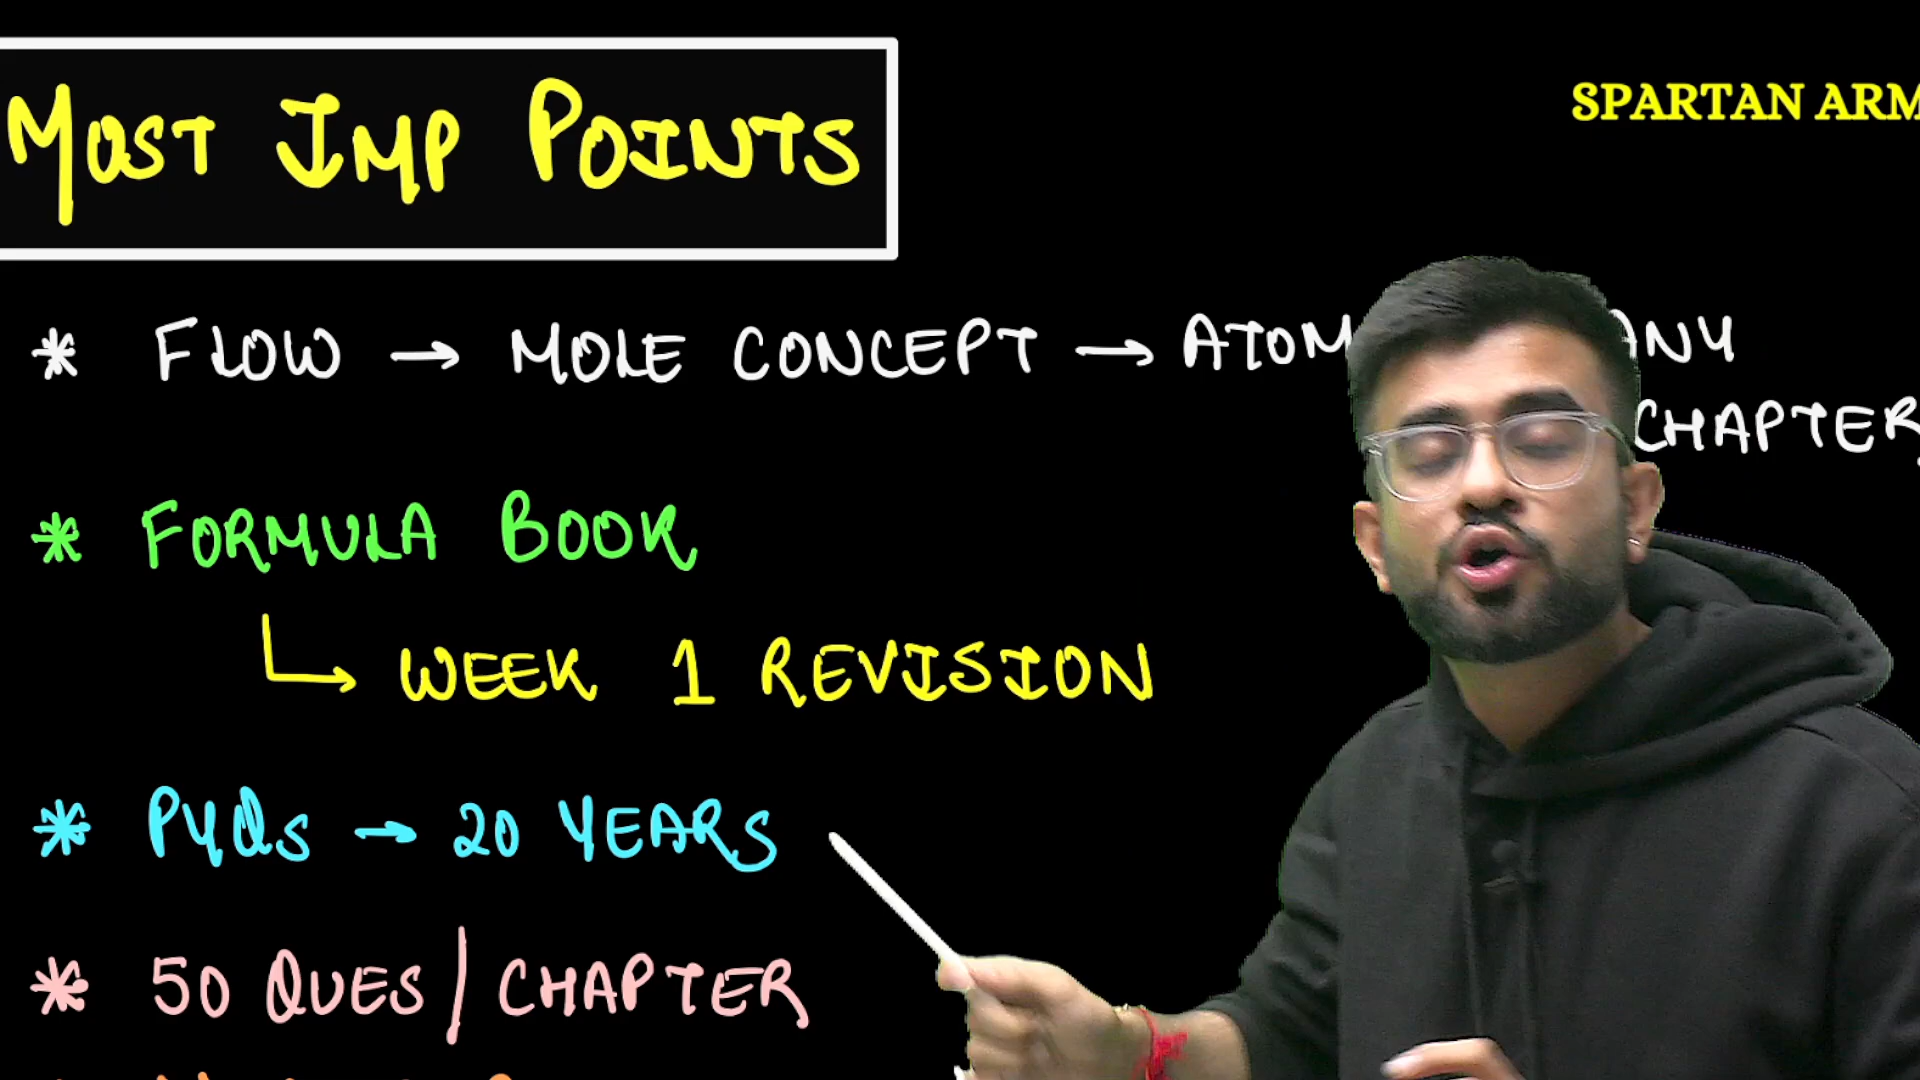 MOST IMP POINTS
SPARTAN ARM
* FLOW → MOLE CONCEPT → ATOM ANY
CHAPTER
* FORMULA BOOK
↳ WEEK 1 REVISION
* PYQS → 20 YEARS
* 50 QUES / CHAPTER